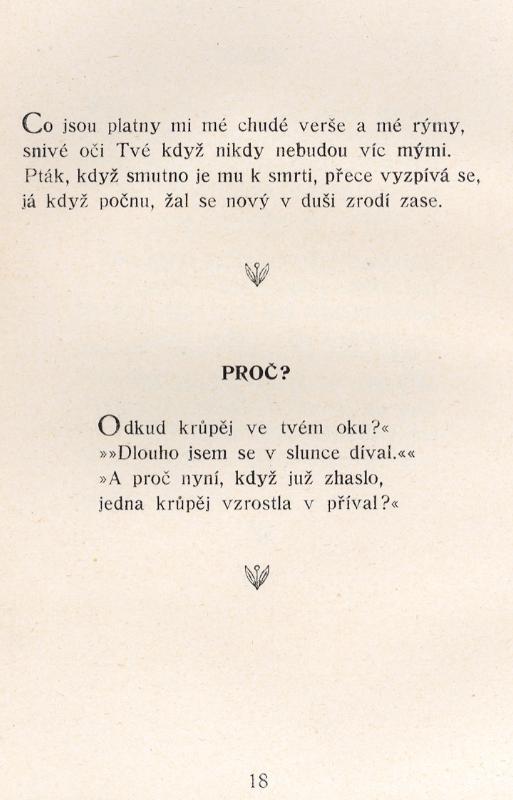 Co jsou platny mi mé chudé verše a mé rýmy,
snivé oči Tvé když nikdy nebudou víc mými.
Pták, když smutno je mu k smrti, přece vyzpívá se,
já když počnu, žal se nový v duši zrodí zase.
PROČ?
Odkud krůpěj ve tvém oku?«
»»Dlouho jsem se v slunce díval.««
»A proč nyní, když již zhaslo,
jedna krůpěj vzrostla v příval?«
18